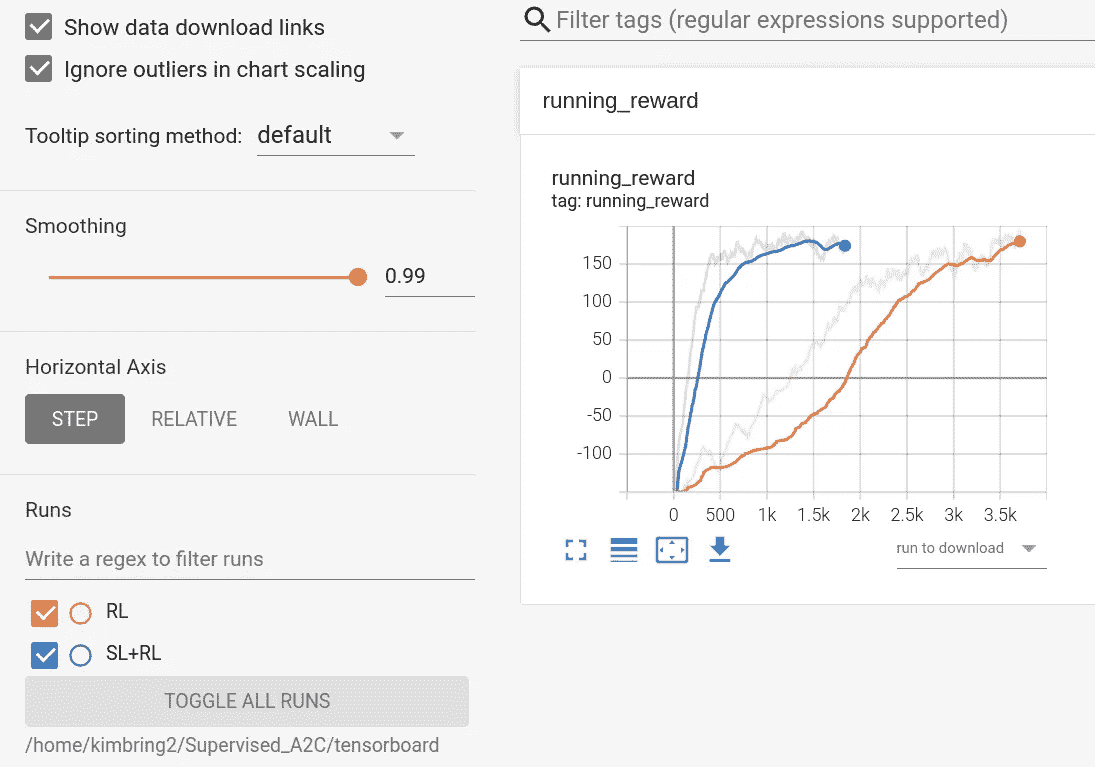 Show data download links
Ignore outliers in chart scaling
Tooltip sorting method: default
Smoothing
0.99
Horizontal Axis
STEP RELATIVE WALL
Runs
Write a regex to filter runs
RL
SL+RL
TOGGLE ALL RUNS
/home/kimbring2/Supervised_A2C/tensorboard
Filter tags (regular expressions supported)
running_reward
running_reward
tag: running_reward
150
100
50
0
-50
-100
0 500 1k 1.5k 2k 2.5k 3k 3.5k
run to download